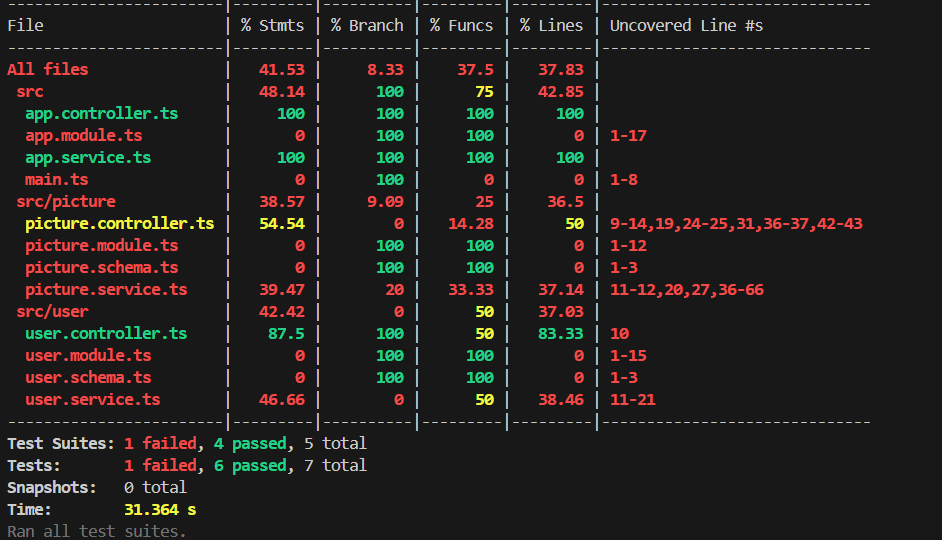 ------------------------|---------|----------|---------|---------|----------------------------
File                    | % Stmts | % Branch | % Funcs | % Lines | Uncovered Line #s
------------------------|---------|----------|---------|---------|----------------------------
All files               |   41.53 |     8.33 |    37.5 |   37.83 |
 src                    |   48.14 |      100 |      75 |   42.85 |
  app.controller.ts     |     100 |      100 |     100 |     100 |
  app.module.ts         |       0 |      100 |     100 |       0 | 1-17
  app.service.ts        |     100 |      100 |     100 |     100 |
  main.ts               |       0 |      100 |       0 |       0 | 1-8
 src/picture            |   38.57 |     9.09 |      25 |    36.5 |
  picture.controller.ts |   54.54 |        0 |   14.28 |      50 | 9-14,19,24-25,31,36-37,42-43
  picture.module.ts     |       0 |      100 |     100 |       0 | 1-12
  picture.schema.ts     |       0 |      100 |     100 |       0 | 1-3
  picture.service.ts    |   39.47 |       20 |   33.33 |   37.14 | 11-12,20,27,36-66
 src/user               |   42.42 |        0 |      50 |   37.03 |
  user.controller.ts    |    87.5 |      100 |      50 |   83.33 | 10
  user.module.ts        |       0 |      100 |     100 |       0 | 1-15
  user.schema.ts        |       0 |      100 |     100 |       0 | 1-3
  user.service.ts       |   46.66 |        0 |      50 |   38.46 | 11-21
------------------------|---------|----------|---------|---------|----------------------------
Test Suites: 1 failed, 4 passed, 5 total
Tests:       1 failed, 6 passed, 7 total
Snapshots:   0 total
Time:        31.364 s
Ran all test suites.